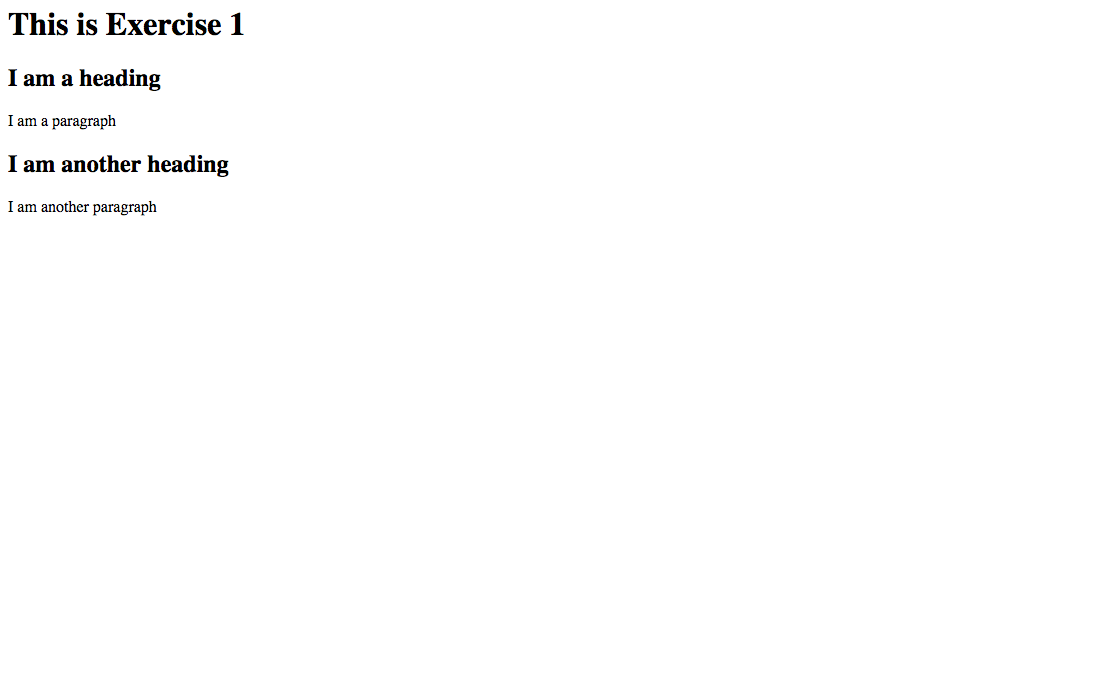 This is Exercise 1
I am a heading
I am a paragraph
I am another heading
I am another paragraph